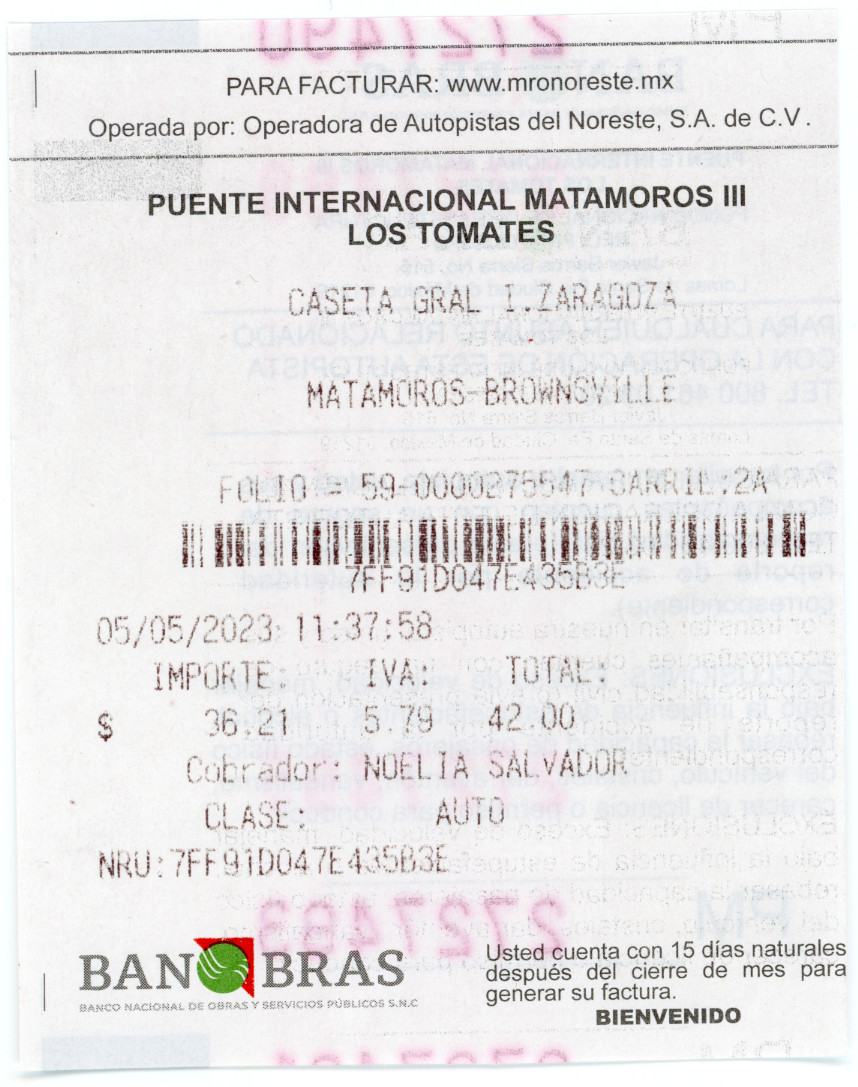 PARA FACTURAR: www.mronoreste.mx
Operada por: Operadora de Autopistas del Noreste, S.A. de C.V.
PUENTE INTERNACIONAL MATAMOROS III
LOS TOMATES
CASETA GRAL I.ZARAGOZA
MATAMOROS-BROWNSVILLE
FOLIO = 59-0000275547 CARRIL:2A
7FF91D047E435B3E
05/05/2023 11:37:58
IMPORTE: IVA: TOTAL:
$ 36.21 5.79 42.00
Cobrador: NOELIA SALVADOR
CLASE: AUTO
NRU:7FF91D047E435B3E
BANOBRAS
BANCO NACIONAL DE OBRAS Y SERVICIOS PÚBLICOS S.N.C
Usted cuenta con 15 días naturales
después del cierre de mes para
generar su factura.
BIENVENIDO